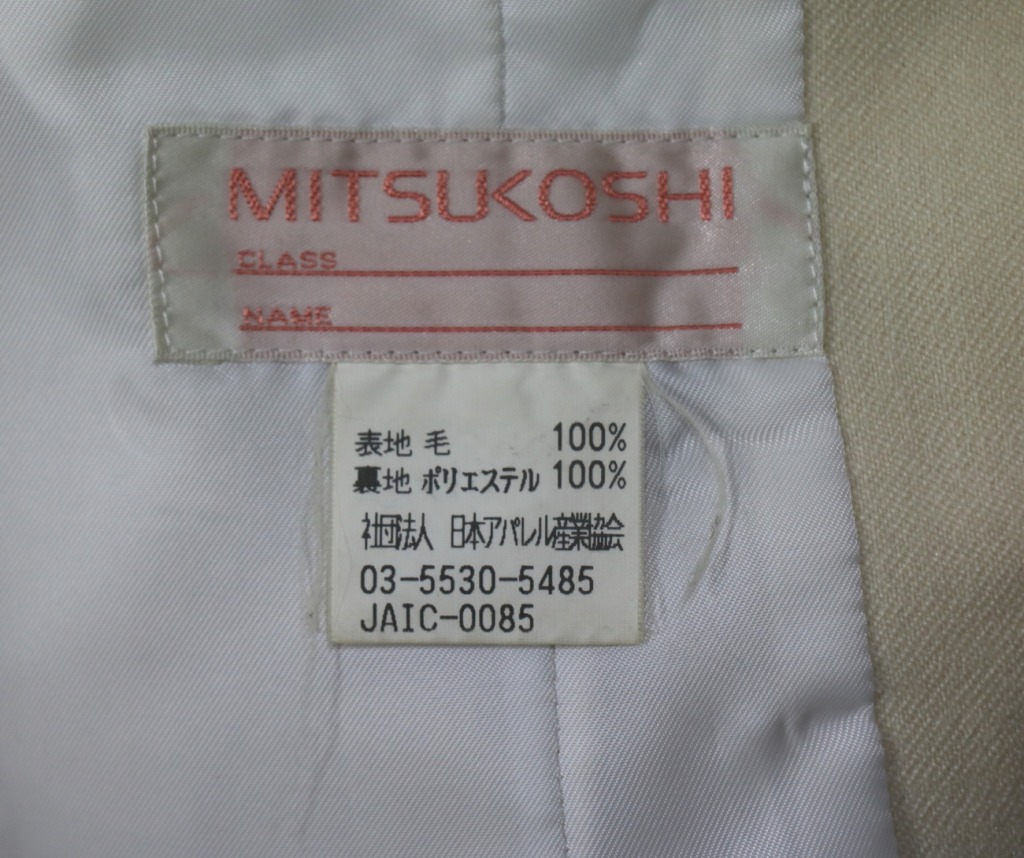 MITSUKOSHI
CLASS
NAME
表地 毛 100%
裏地 ポリエステル 100%
社団法人 日本アパレル産業協会
03-5530-5485
JAIC-0085